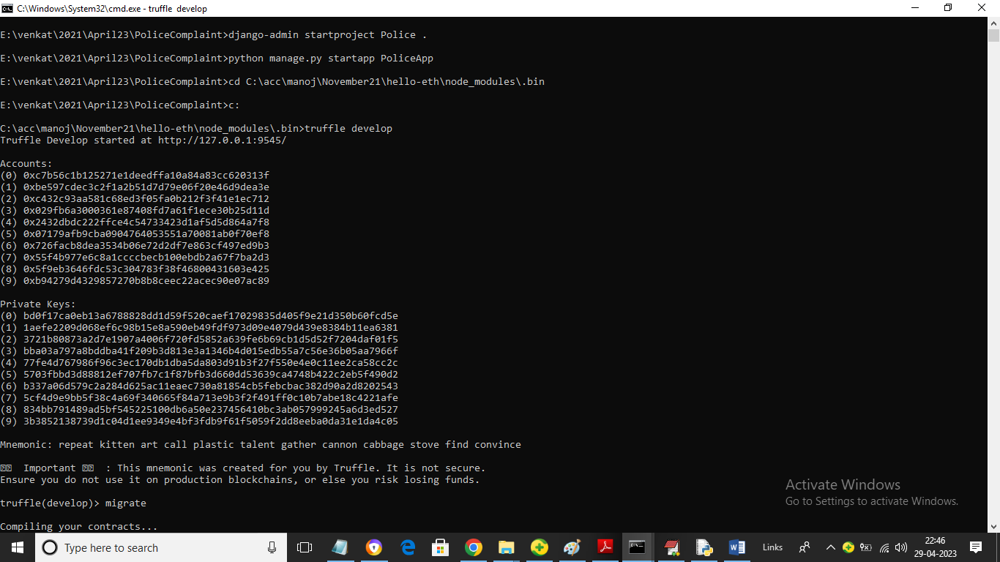 C:\Windows\System32\cmd.exe - truffle develop
E:\venkat\2021\April23\PoliceComplaint>django-admin startproject Police .
E:\venkat\2021\April23\PoliceComplaint>python manage.py startapp PoliceApp
E:\venkat\2021\April23\PoliceComplaint>cd C:\acc\manoj\November21\hello-eth\node_modules\.bin
E:\venkat\2021\April23\PoliceComplaint>c:
C:\acc\manoj\November21\hello-eth\node_modules\.bin>truffle develop
Truffle Develop started at http://127.0.0.1:9545/
Accounts:
(0) 0xc7b56c1b125271e1deedffa10a84a83cc620313f
(1) 0xbe597cdec3c2f1a2b51d7d79e06f20e46d9dea3e
(2) 0xc432c93aa581c68ed3f05fa0b212f3f41e1ec712
(3) 0x029fb6a3000361e87408fd7a61f1ece30b25d11d
(4) 0x2432dbdc222ffce4c54733423d1af5d5d864a7f8
(5) 0x07179afb9cba0904764053551a70081ab0f70ef8
(6) 0x726facb8dea3534b06e72d2df7e863cf497ed9b3
(7) 0x55f4b977e6c8a1ccccbecb100ebdb2a67f7ba2d3
(8) 0x5f9eb3646fdc53c304783f38f46800431603e425
(9) 0xb94279d4329857270b8b8ceec22acec90e07ac89
Private Keys:
(0) bd0f17ca0eb13a6788828dd1d59f520caef17029835d405f9e21d350b60fcd5e
(1) 1aefe2209d068ef6c98b15e8a590eb49fdf973d09e4079d439e8384b11ea6381
(2) 3721b80873a2d7e1907a4006f720fd5852a639fe6b69cb1d5d52f7204daf01f5
(3) bba03a797a8bddba41f209b3d813e3a1346b4d015edb55a7c56e36b05aa7966f
(4) 77fe4d767986f96c3ec170db1dba5da803d91b3f27f550e4e0c11ee2ca58cc2c
(5) 5703fbbd3d88812ef707fb7c1f87bfb3d660dd53639ca4748b422c2eb5f490d2
(6) b337a06d579c2a284d625ac11eaec730a81854cb5febcbac382d90a2d8202543
(7) 5cf4d9e9bb5f38c4a69f340665f84a713e9b3f2f491ff0c10b7abe18c4221afe
(8) 834bb791489ad5bf545225100db6a50e237456410bc3ab057999245a6d3ed527
(9) 3b3852138739d1c04d1ee9349e4bf3fdb9f61f5059f2dd8eeba0da31e1da4c05
Mnemonic: repeat kitten art call plastic talent gather cannon cabbage stove find convince
Important : This mnemonic was created for you by Truffle. It is not secure.
Ensure you do not use it on production blockchains, or else you risk losing funds.
truffle(develop)> migrate
Compiling your contracts...
Activate Windows
Go to Settings to activate Windows.
Type here to search
Links
22:46
29-04-2023